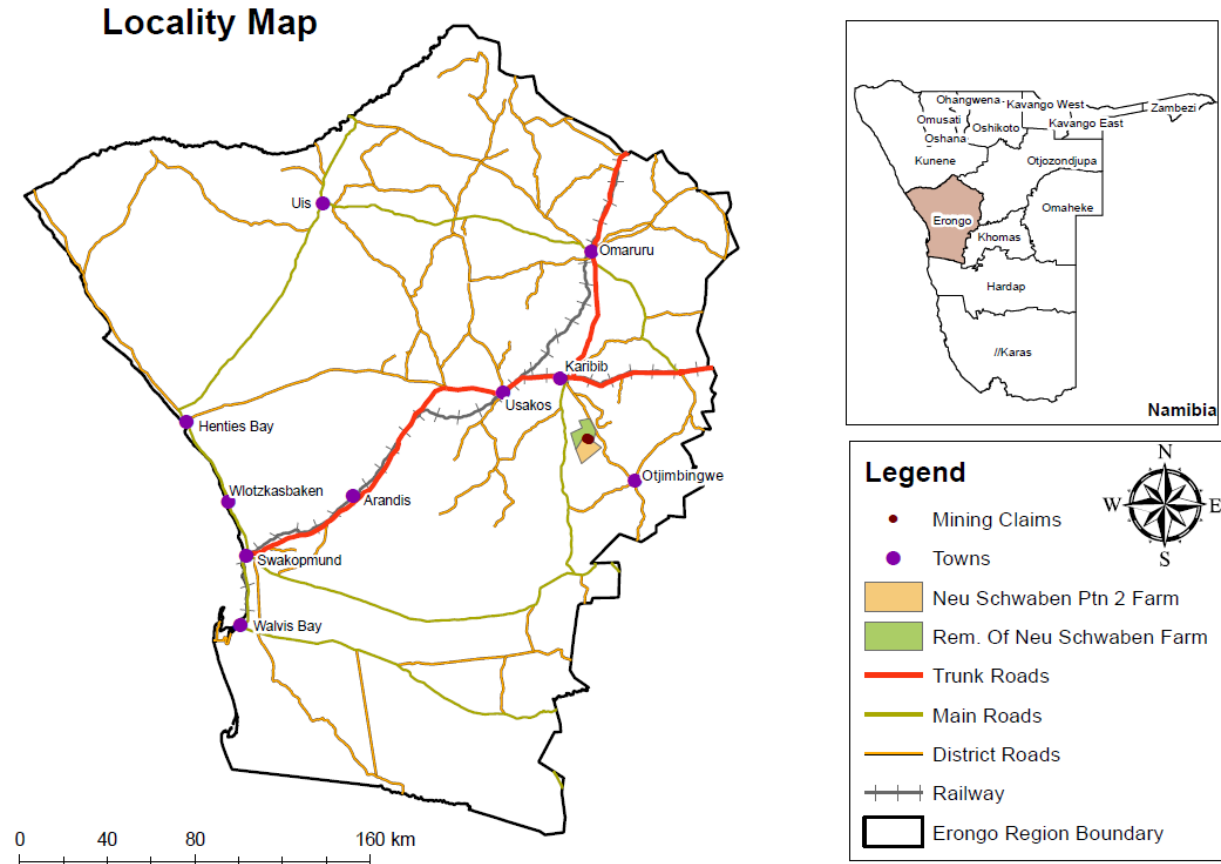 Locality Map
Uis
Omaruru
Karibib
Usakos
Henties Bay
Otjimbingwe
Wlotzkasbaken
Arandis
Swakopmund
Walvis Bay
0 40 80 160 km
Ohangwena
Kavango West
Zambezi
Omusati
Kavango East
Oshana
Oshikoto
Kunene
Otjozondjupa
Omaheke
Erongo
Khomas
Hardap
//Karas
Namibia
Legend
N
W E
S
Mining Claims
Towns
Neu Schwaben Ptn 2 Farm
Rem. Of Neu Schwaben Farm
Trunk Roads
Main Roads
District Roads
Railway
Erongo Region Boundary